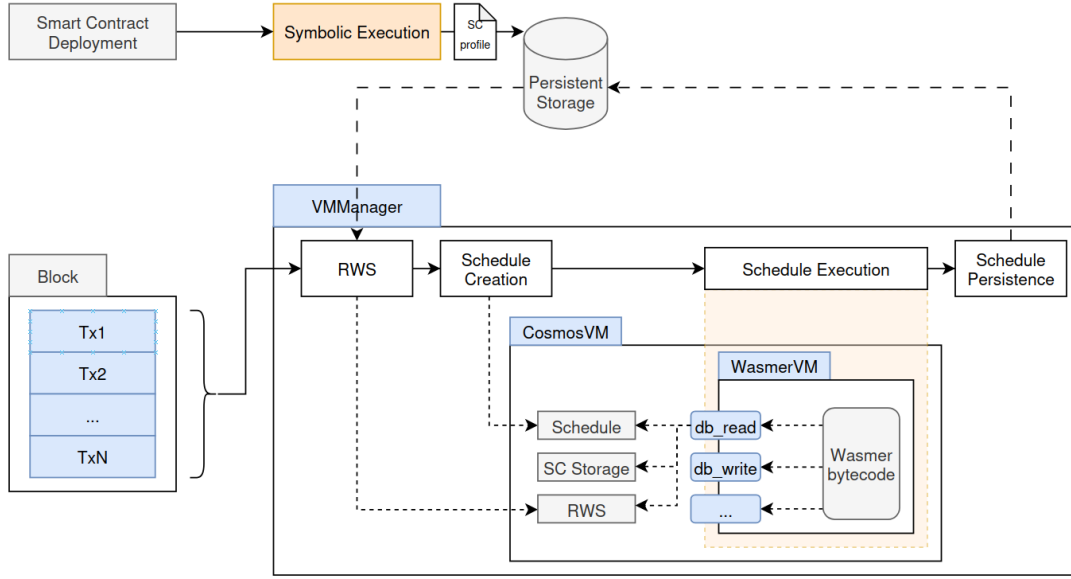 Smart Contract
Deployment
Symbolic Execution
SC
profile
Persistent
Storage
VMManager
RWS
Schedule
Creation
Schedule Execution
Schedule
Persistence
Block
Tx1
Tx2
...
TxN
CosmosVM
WasmerVM
Schedule
SC Storage
RWS
db_read
db_write
...
Wasmer
bytecode